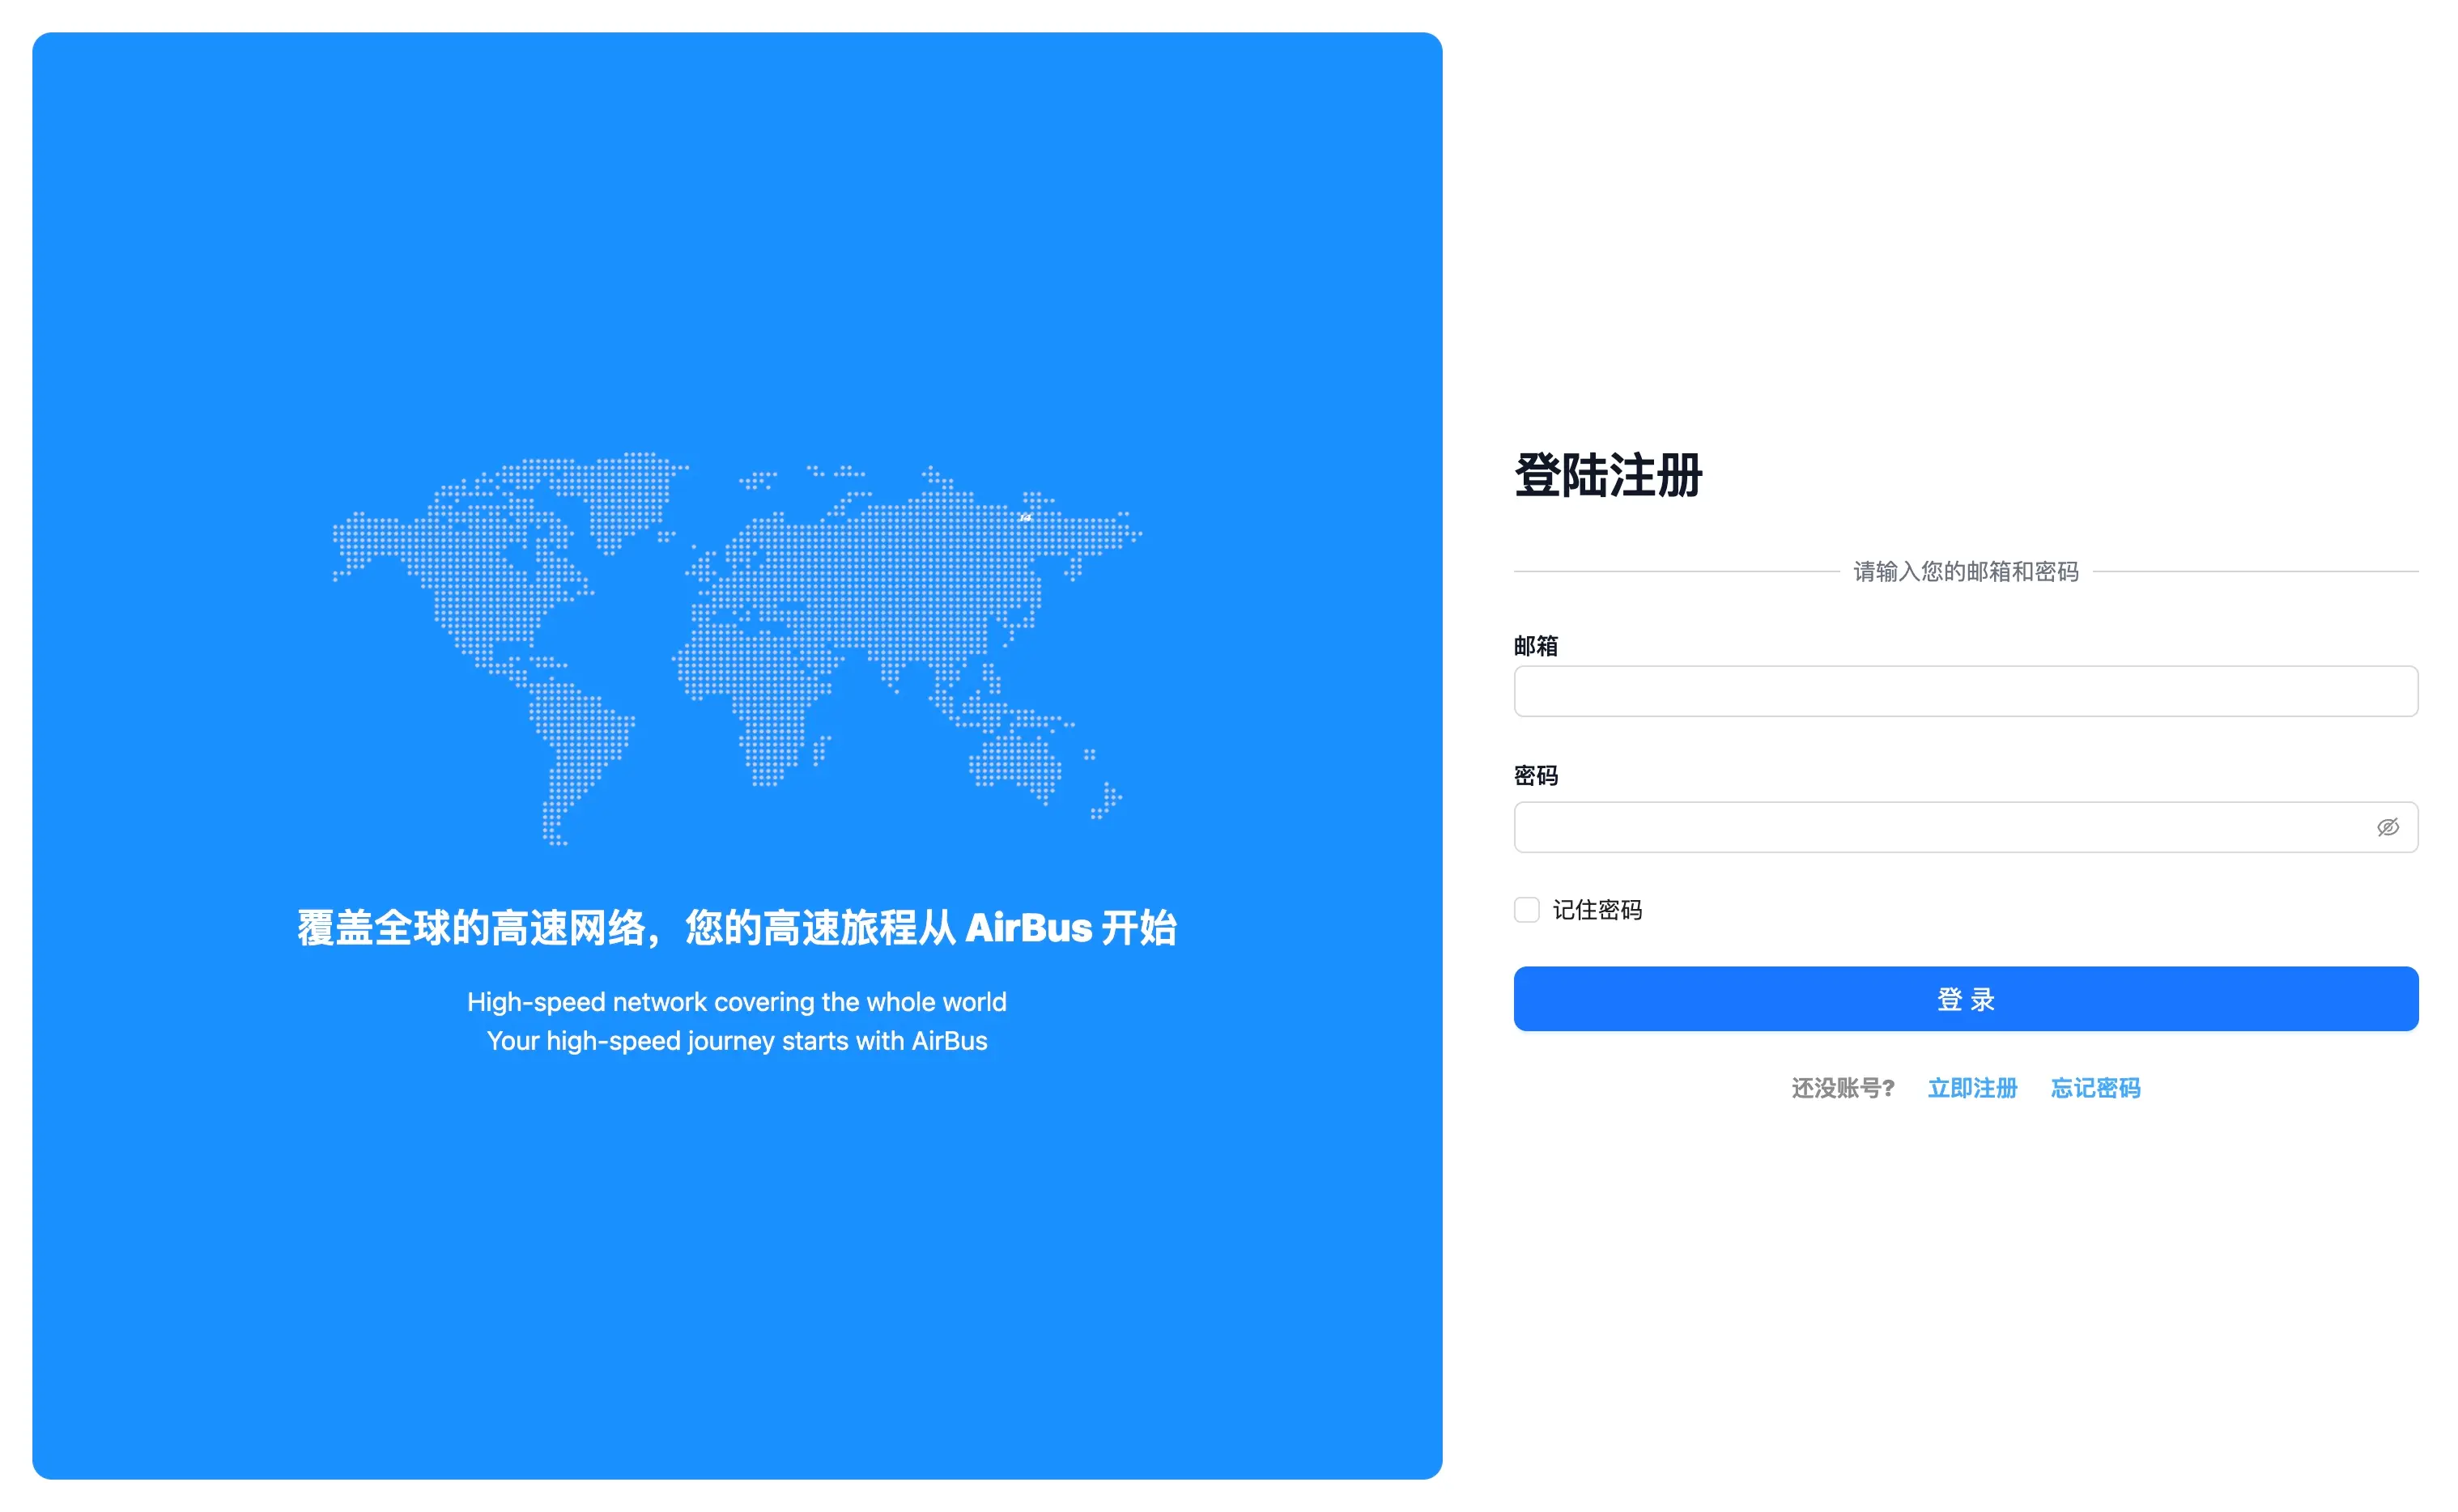 覆盖全球的高速网络，您的高速旅程从 AirBus 开始
High-speed network covering the whole world
Your high-speed journey starts with AirBus
登陆注册
请输入您的邮箱和密码
邮箱
密码
记住密码
登 录
还没账号? 立即注册 忘记密码